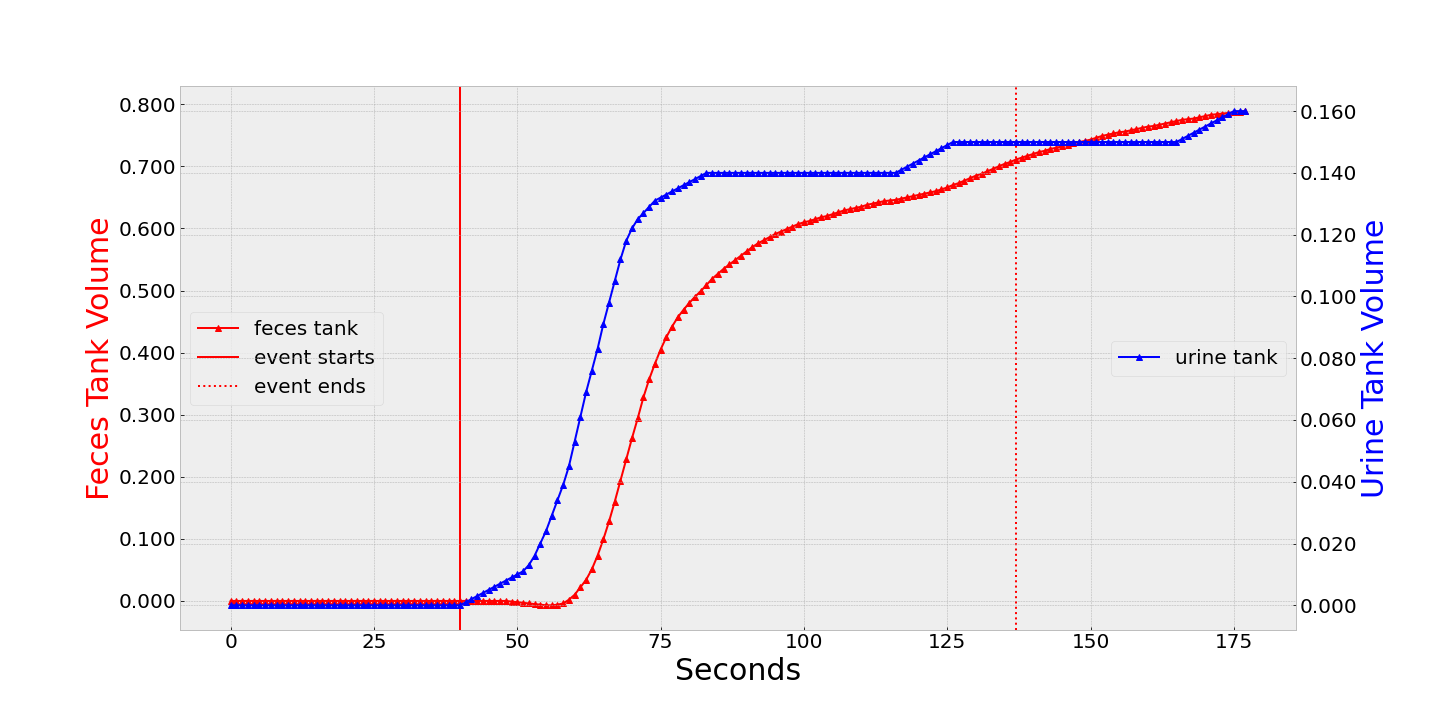 Feces Tank Volume
0.800
0.700
0.600
0.500
0.400
0.300
0.200
0.100
0.000
feces tank
event starts
event ends
urine tank
0.160
0.140
0.120
0.100
0.080
0.060
0.040
0.020
0.000
Urine Tank Volume
0 25 50 75 100 125 150 175
Seconds